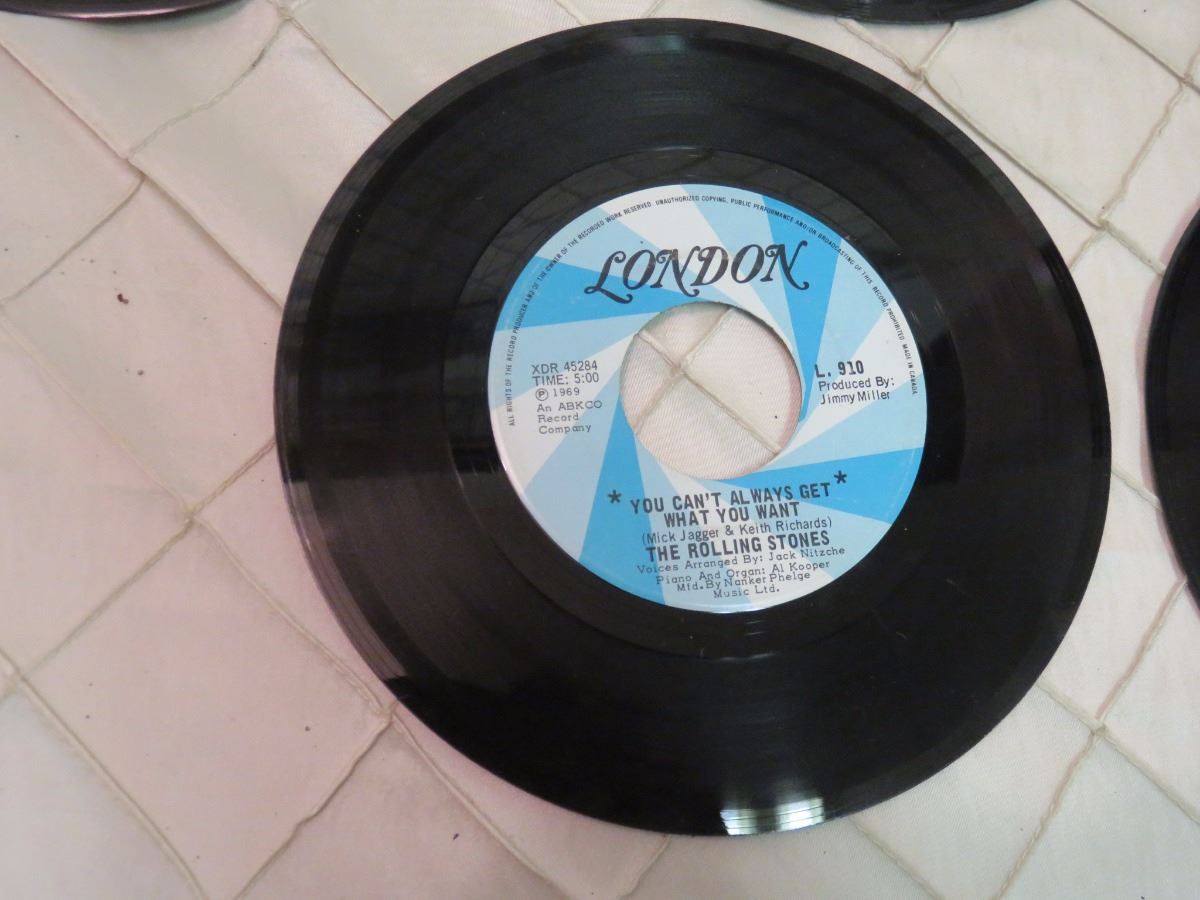 ALL RIGHTS OF THE RECORD PRODUCER AND OF THE OWNER OF THE RECORDED WORK RESERVED. UNAUTHORIZED COPYING, PUBLIC PERFORMANCE AND/OR BROADCASTING OF THIS RECORD PROHIBITED. MADE IN CANADA
LONDON
XDR 45284
TIME: 5:00
Ⓟ 1969
An ABKCO
Record
Company
L. 910
Produced By:
Jimmy Miller
* YOU CAN'T ALWAYS GET *
WHAT YOU WANT
(Mick Jagger & Keith Richards)
THE ROLLING STONES
Voices Arranged By: Jack Nitzche
Piano And Organ: Al Kooper
Mfd. By Nanker Phelge
Music Ltd.